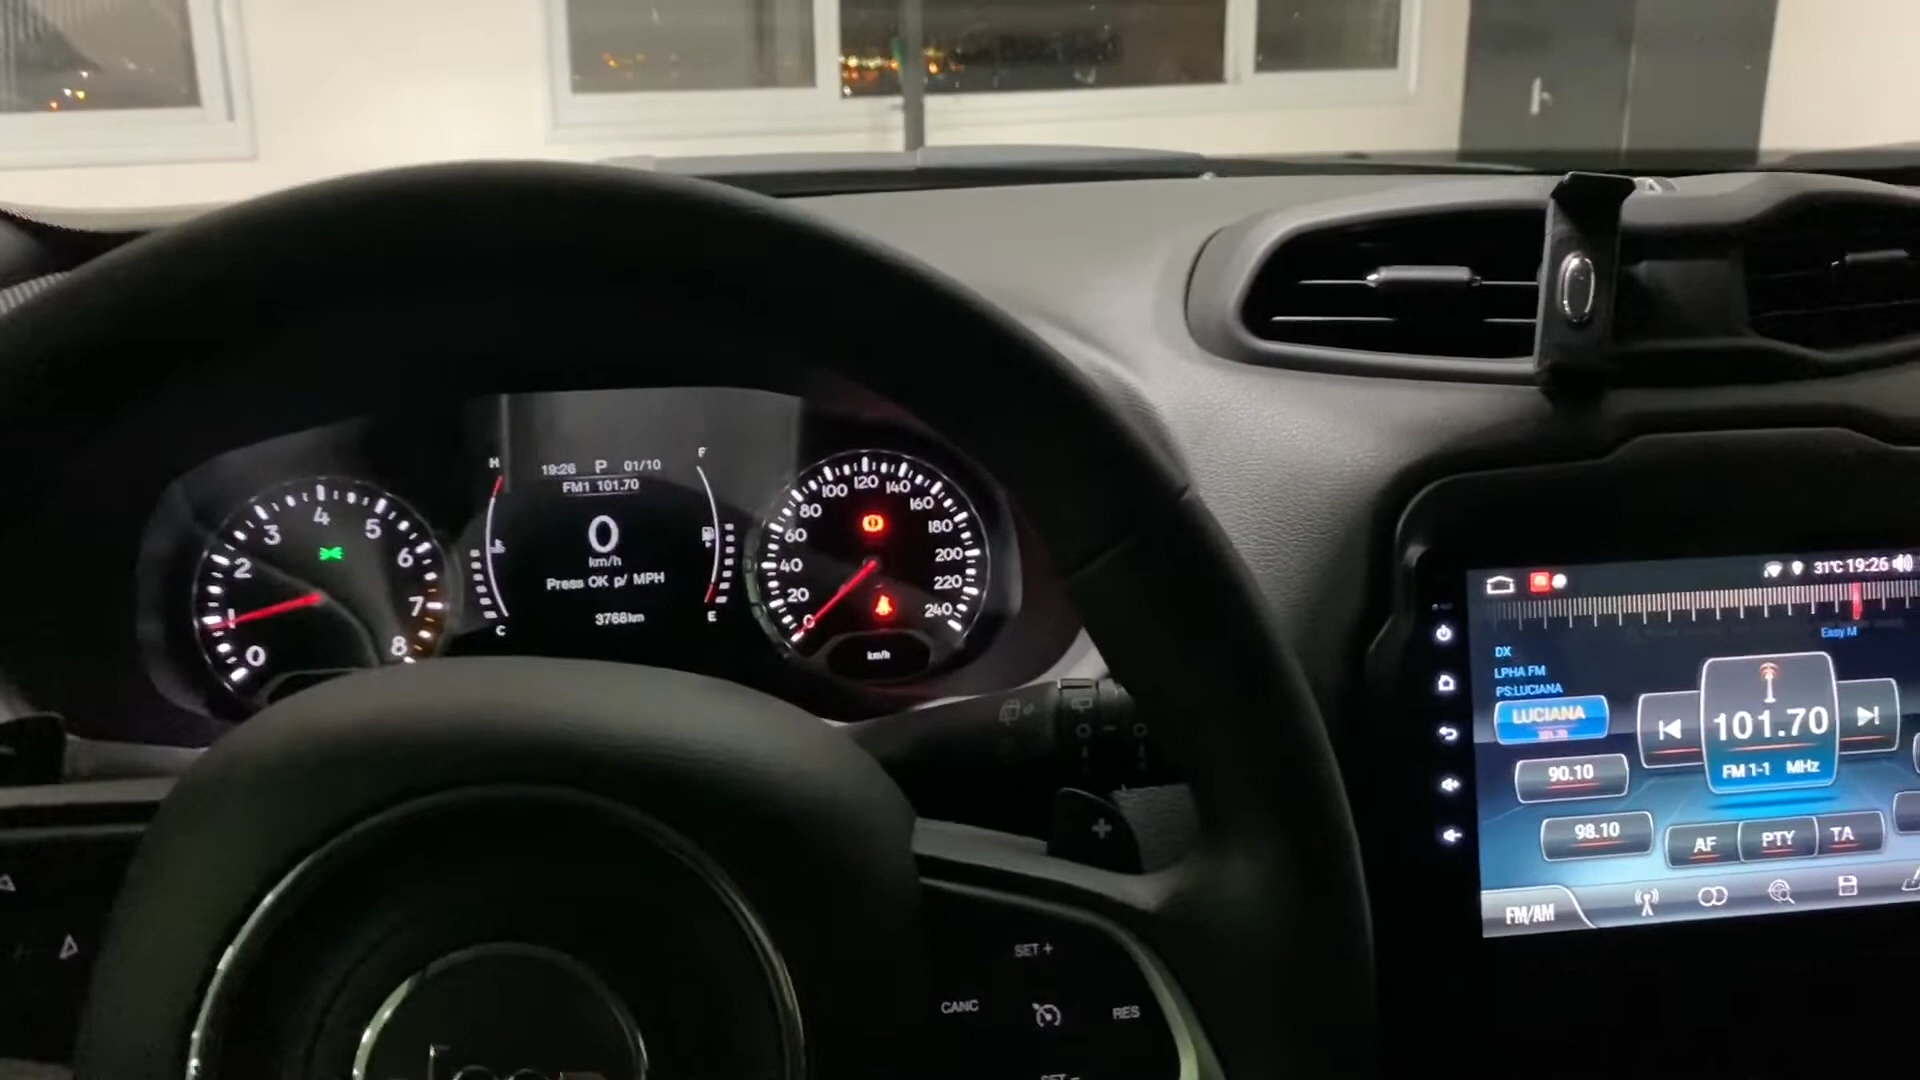 0
1
2
3
4
5
6
7
8
H
C
19:26 P 01/10
FM1 101.70
0
km/h
Press OK p/ MPH
3768km
F
E
0
20
40
60
80
100
120
140
160
180
200
220
240
km/h
31°C 19:26
Easy M
DX
LPHA FM
PS:LUCIANA
LUCIANA
101.70
FM 1-1 MHz
90.10
98.10
AF
PTY
TA
FM/AM
+
SET +
CANC
RES
Jeep